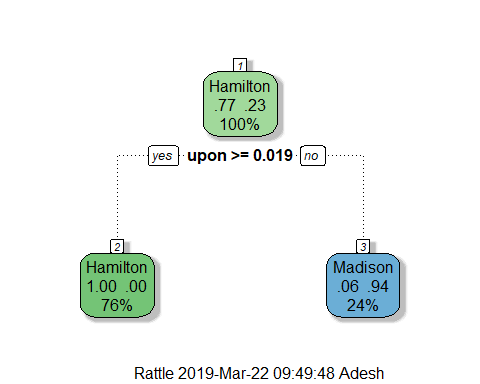 1
Hamilton
.77 .23
100%
yes upon >= 0.019 no
2
Hamilton
1.00 .00
76%
3
Madison
.06 .94
24%
Rattle 2019-Mar-22 09:49:48 Adesh